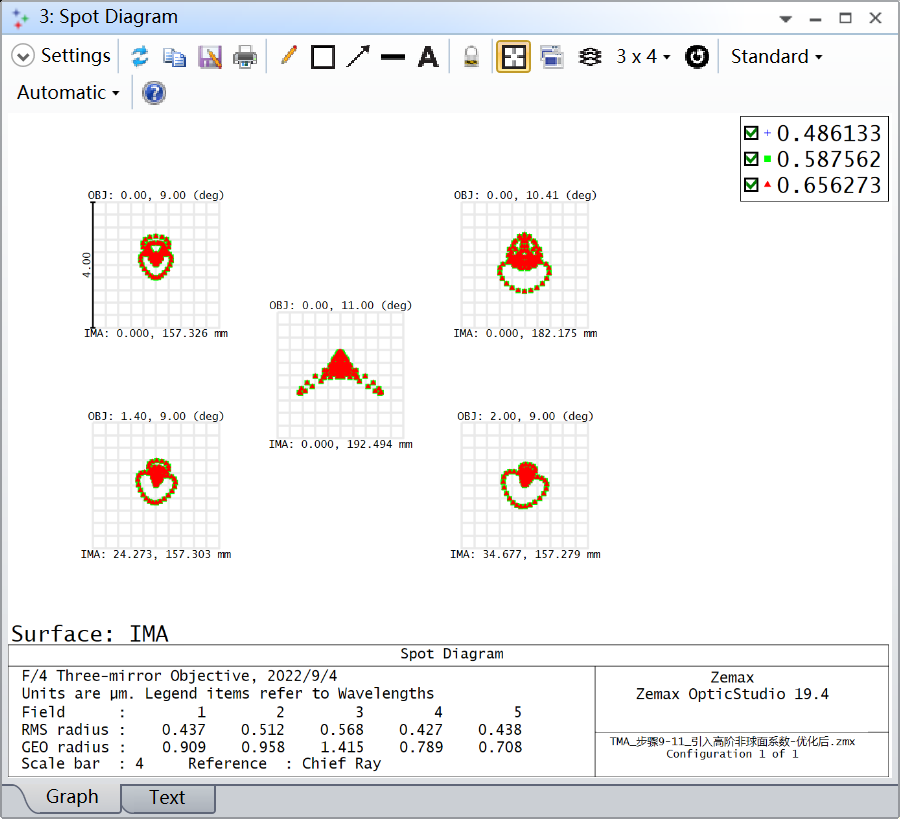 3: Spot Diagram
Settings
A
3 x 4
Standard
Automatic
?
0.486133
0.587562
0.656273
OBJ: 0.00, 9.00 (deg)
4.00
IMA: 0.000, 157.326 mm
OBJ: 0.00, 10.41 (deg)
IMA: 0.000, 182.175 mm
OBJ: 0.00, 11.00 (deg)
IMA: 0.000, 192.494 mm
OBJ: 1.40, 9.00 (deg)
IMA: 24.273, 157.303 mm
OBJ: 2.00, 9.00 (deg)
IMA: 34.677, 157.279 mm
Surface: IMA
Spot Diagram
F/4 Three-mirror Objective, 2022/9/4
Units are µm. Legend items refer to Wavelengths
Field : 1 2 3 4 5
RMS radius : 0.437 0.512 0.568 0.427 0.438
GEO radius : 0.909 0.958 1.415 0.789 0.708
Scale bar : 4 Reference : Chief Ray
Zemax
Zemax OpticStudio 19.4
TMA_步骤9-11_引入高阶非球面系数-优化后.zmx
Configuration 1 of 1
Graph
Text